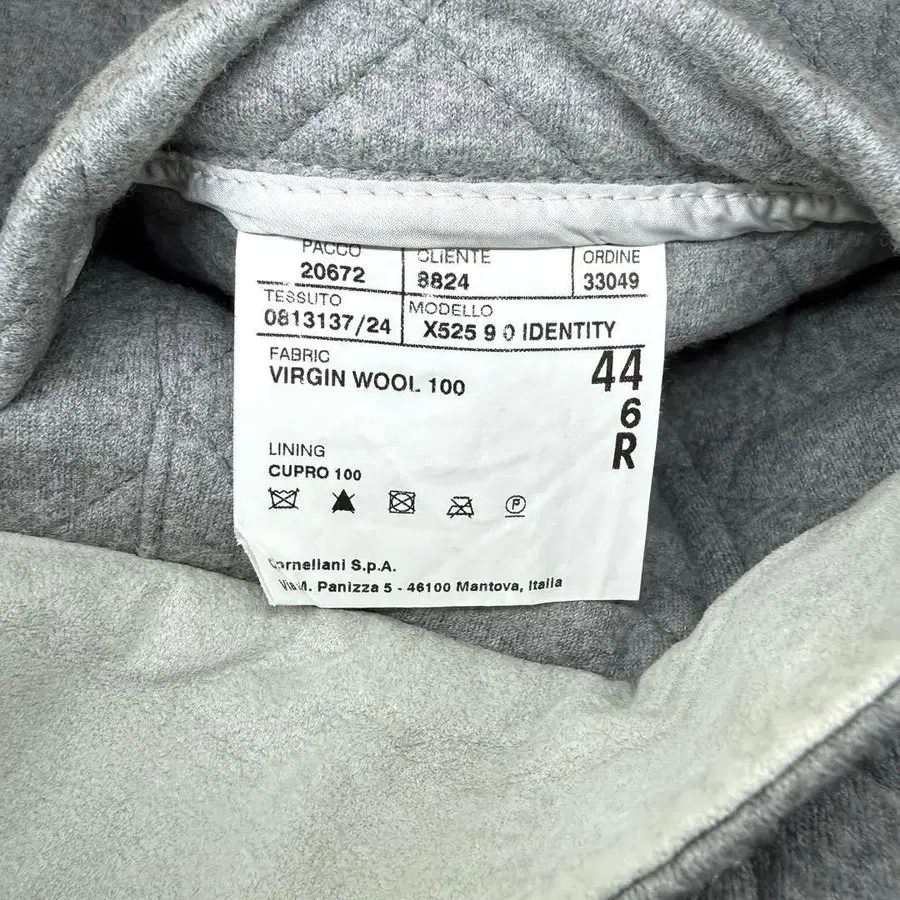 PACCO CLIENTE ORDINE
20672 8824 33049
TESSUTO MODELLO
0813137/24 X525 9 0 IDENTITY
FABRIC 44
VIRGIN WOOL 100
6
R
LINING
CUPRO 100
P
Corneliani S.p.A.
Via M. Panizza 5 - 46100 Mantova, Italia